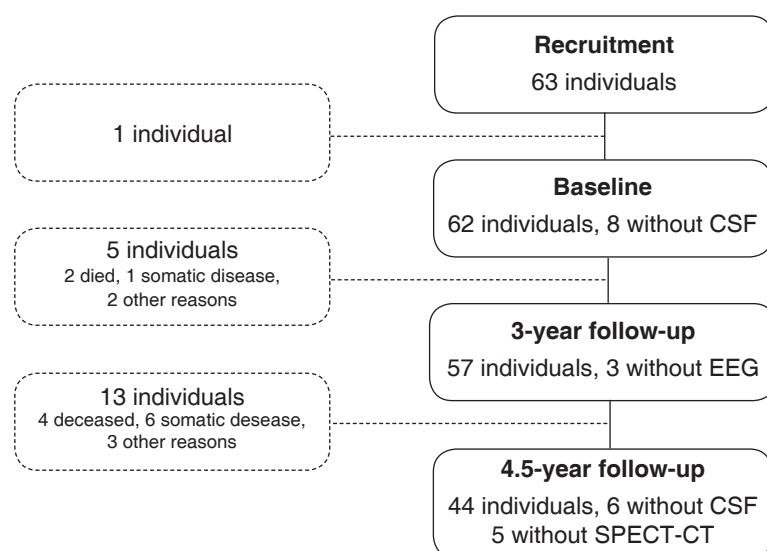 Recruitment
63 individuals
1 individual
Baseline
62 individuals, 8 without CSF
5 individuals
2 died, 1 somatic disease,
2 other reasons
3-year follow-up
57 individuals, 3 without EEG
13 individuals
4 deceased, 6 somatic desease,
3 other reasons
4.5-year follow-up
44 individuals, 6 without CSF
5 without SPECT-CT